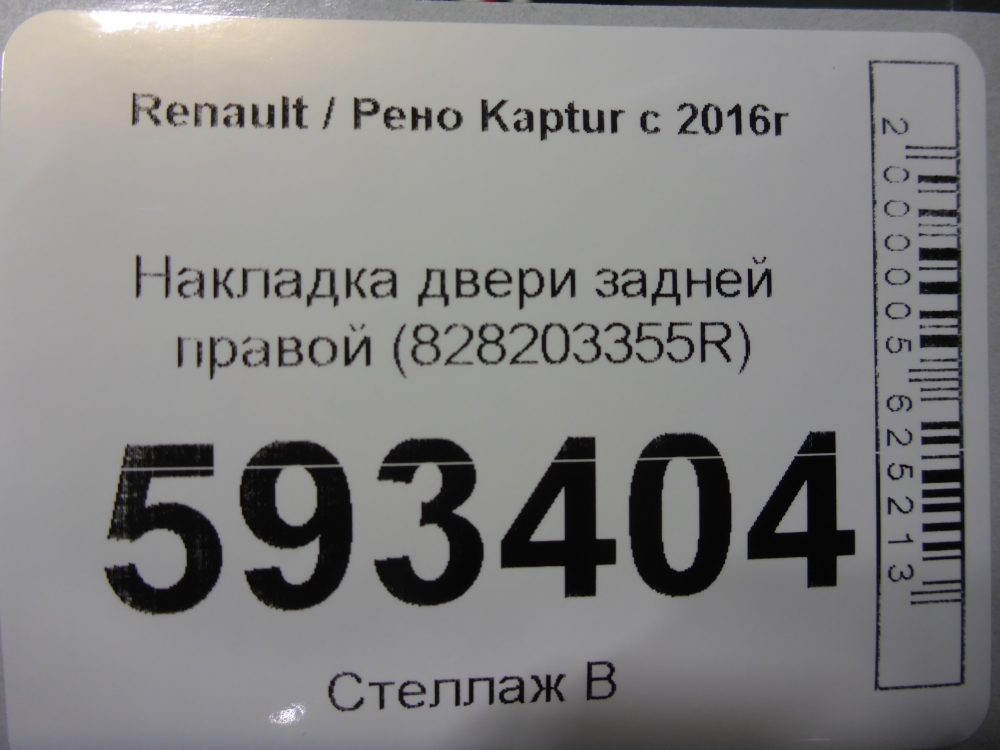 Renault / Рено Kaptur с 2016г
Накладка двери задней
правой (828203355R)
593404
Стеллаж В
2000005625213